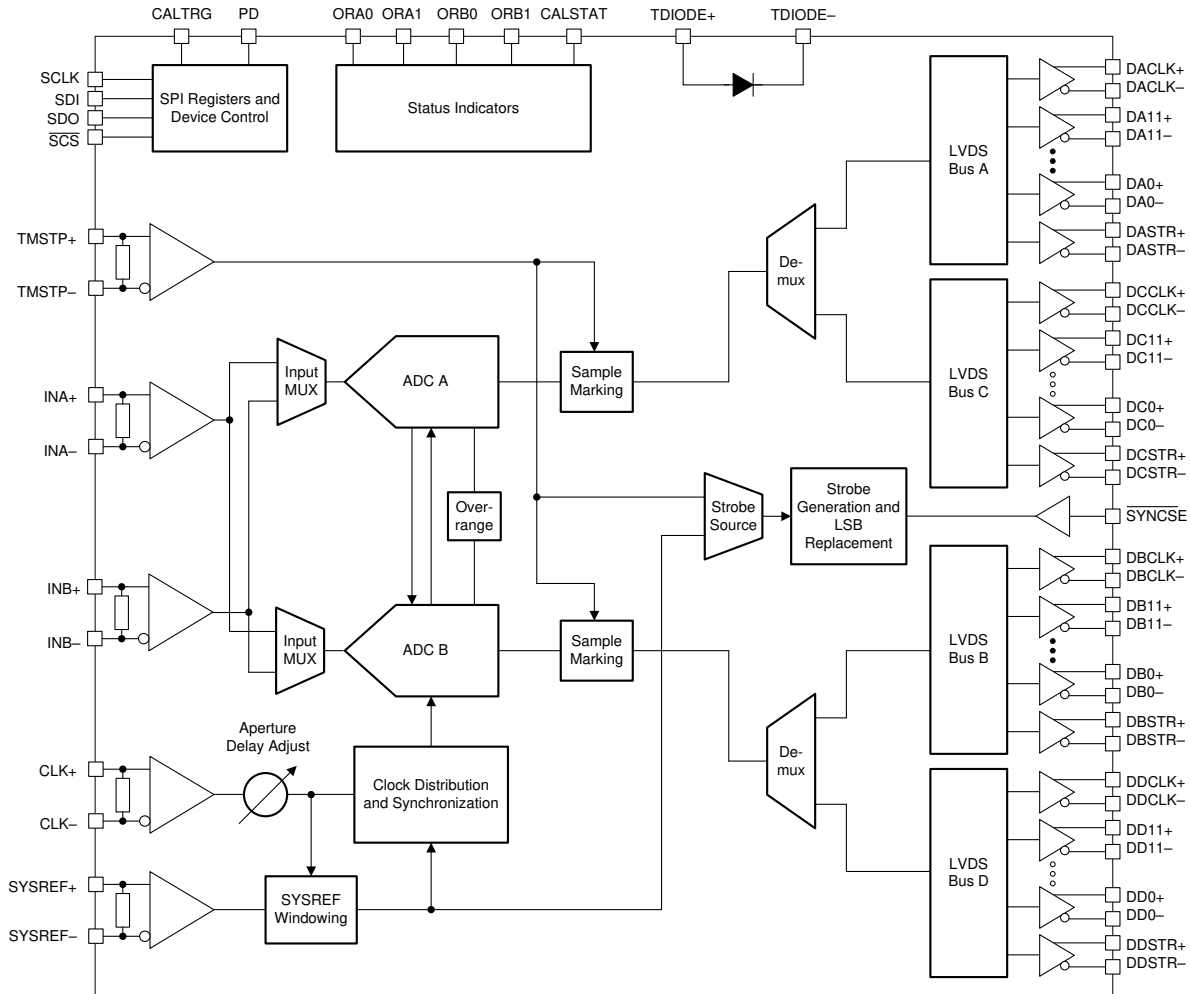 CALTRG
PD
ORA0
ORA1
ORB0
ORB1
CALSTAT
TDIODE+
TDIODE–
SCLK
SDI
SDO
SCS
SPI Registers and
Device Control
Status Indicators
LVDS
Bus A
DACLK+
DACLK–
DA11+
DA11–
DA0+
DA0–
DASTR+
DASTR–
TMSTP+
TMSTP–
De-
mux
INA+
INA–
Input
MUX
ADC A
Sample
Marking
LVDS
Bus C
DCCLK+
DCCLK–
DC11+
DC11–
DC0+
DC0–
DCSTR+
DCSTR–
Over-
range
Strobe
Source
Strobe
Generation and
LSB
Replacement
SYNCSE
INB+
INB–
Input
MUX
ADC B
Sample
Marking
LVDS
Bus B
DBCLK+
DBCLK–
DB11+
DB11–
DB0+
DB0–
DBSTR+
DBSTR–
De-
mux
Aperture
Delay Adjust
CLK+
CLK–
Clock Distribution
and Synchronization
SYSREF+
SYSREF–
SYSREF
Windowing
LVDS
Bus D
DDCLK+
DDCLK–
DD11+
DD11–
DD0+
DD0–
DDSTR+
DDSTR–